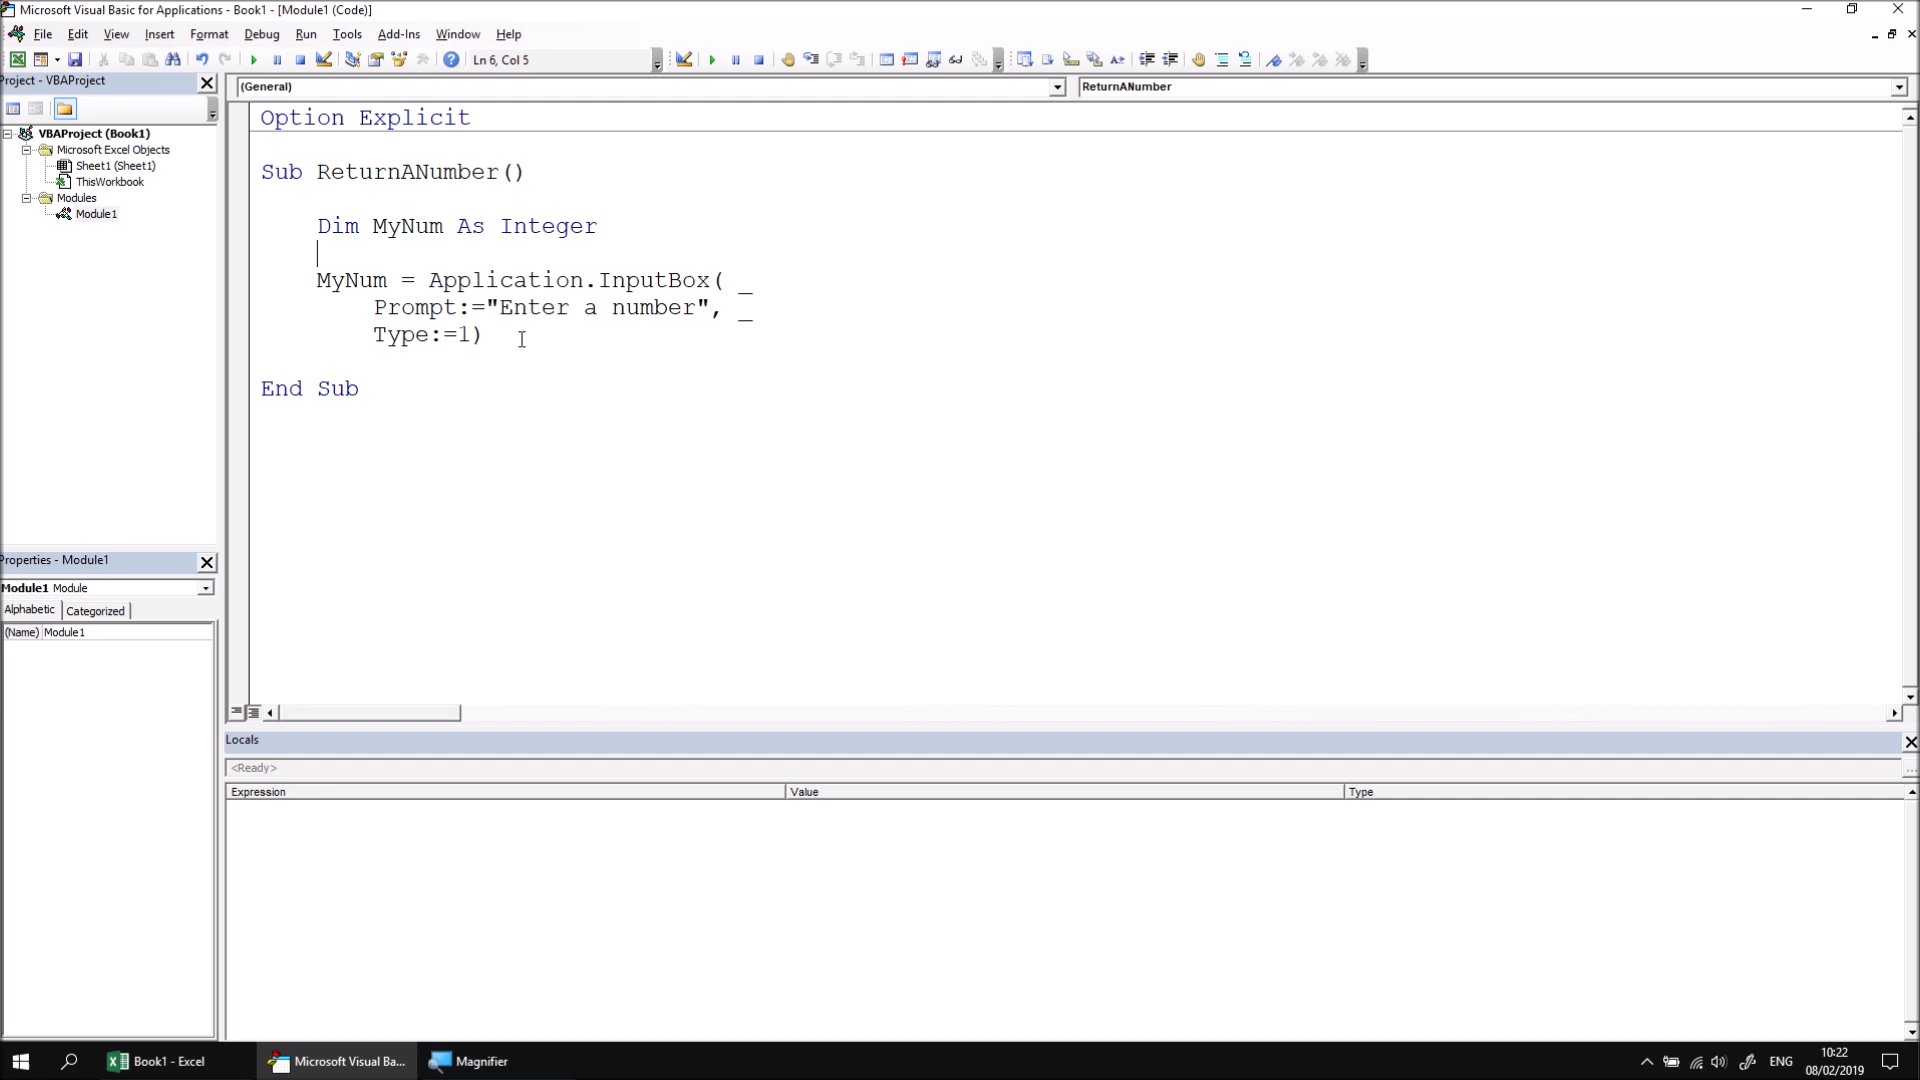 Microsoft Visual Basic for Applications - Book1 - [Module1 (Code)]
File Edit View Insert Format Debug Run Tools Add-Ins Window Help
Ln 6, Col 5
Project - VBAProject
VBAProject (Book1)
Microsoft Excel Objects
Sheet1 (Sheet1)
ThisWorkbook
Modules
Module1
Properties - Module1
Module1 Module
Alphabetic Categorized
(Name) Module1
(General) ReturnANumber
Option Explicit
Sub ReturnANumber()
Dim MyNum As Integer
MyNum = Application.InputBox( _
Prompt:="Enter a number", _
Type:=1)
End Sub
Locals
<Ready>
Expression Value Type
Book1 - Excel Microsoft Visual Ba... Magnifier ENG 10:22
08/02/2019